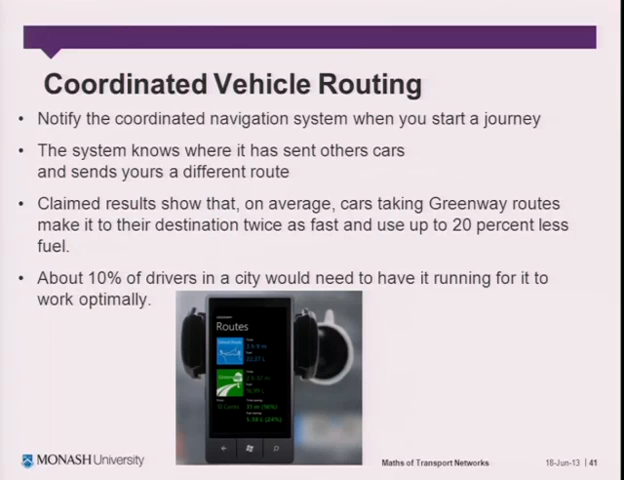 Coordinated Vehicle Routing
• Notify the coordinated navigation system when you start a journey
• The system knows where it has sent others cars
and sends yours a different route
• Claimed results show that, on average, cars taking Greenway routes
make it to their destination twice as fast and use up to 20 percent less
fuel.
• About 10% of drivers in a city would need to have it running for it to
work optimally.
Routes
MONASH University
Maths of Transport Networks
18-Jun-13 | 41